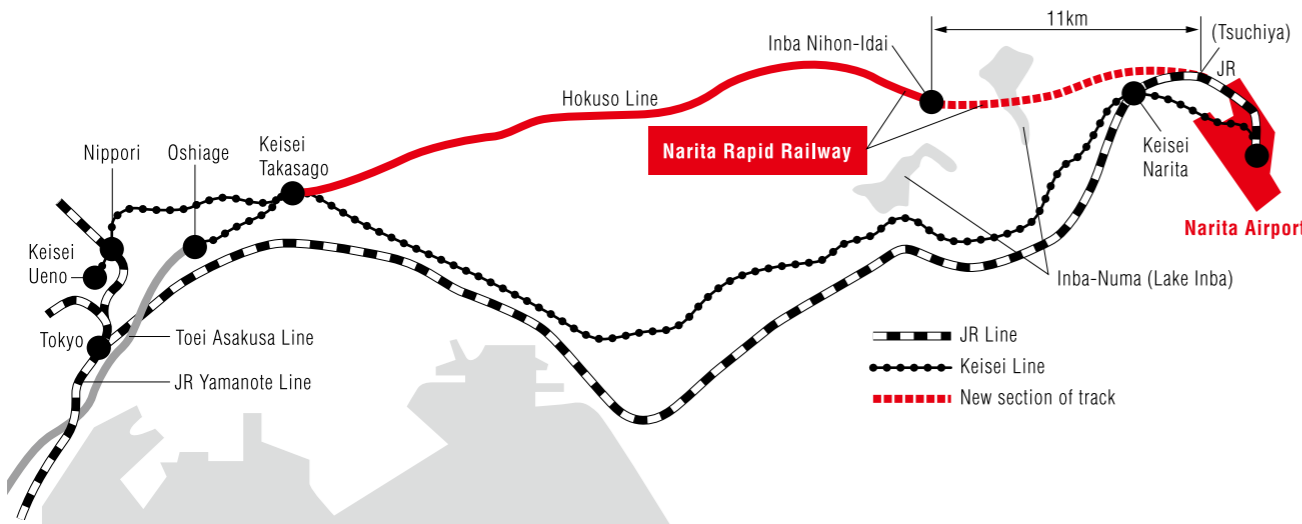 11km
(Tsuchiya)
JR
Inba Nihon-Idai
Hokuso Line
Narita Rapid Railway
Nippori
Oshiage
Keisei
Takasago
Keisei
Narita
Narita Airport
Keisei
Ueno
Inba-Numa (Lake Inba)
Tokyo
Toei Asakusa Line
JR Yamanote Line
JR Line
Keisei Line
New section of track